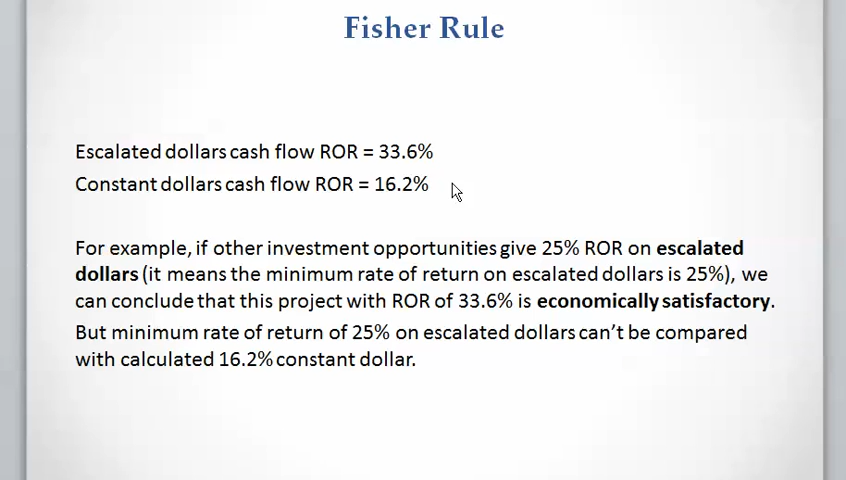 Fisher Rule
Escalated dollars cash flow ROR = 33.6%
Constant dollars cash flow ROR = 16.2%
For example, if other investment opportunities give 25% ROR on escalated
dollars (it means the minimum rate of return on escalated dollars is 25%), we
can conclude that this project with ROR of 33.6% is economically satisfactory.
But minimum rate of return of 25% on escalated dollars can't be compared
with calculated 16.2% constant dollar.